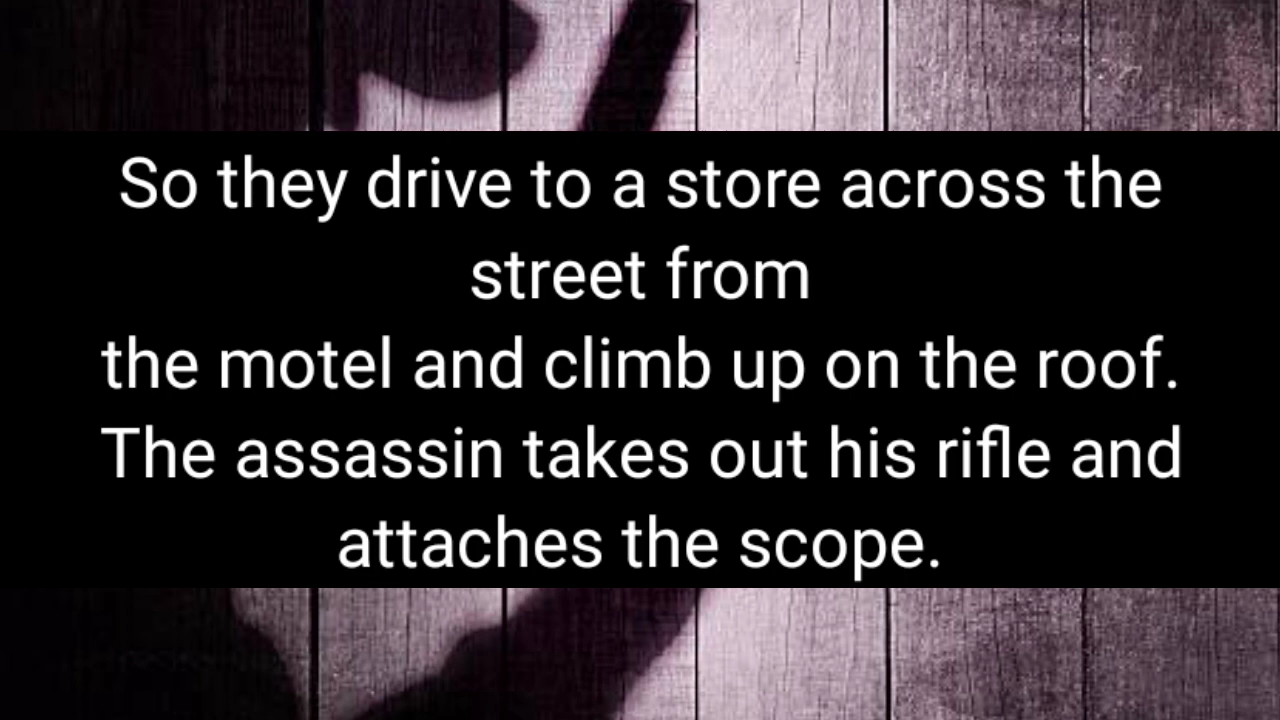 So they drive to a store across the
street from
the motel and climb up on the roof.
The assassin takes out his rifle and
attaches the scope.